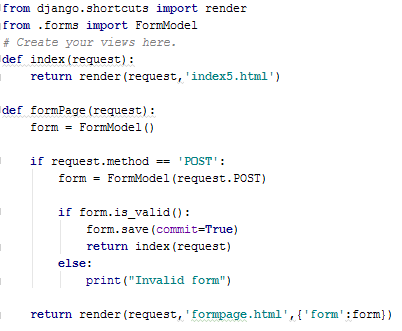 from django.shortcuts import render
from .forms import FormModel
# Create your views here.
def index(request):
    return render(request,'index5.html')

def formPage(request):
    form = FormModel()

    if request.method == 'POST':
        form = FormModel(request.POST)

        if form.is_valid():
            form.save(commit=True)
            return index(request)
        else:
            print("Invalid form")

    return render(request,'formpage.html',{'form':form})